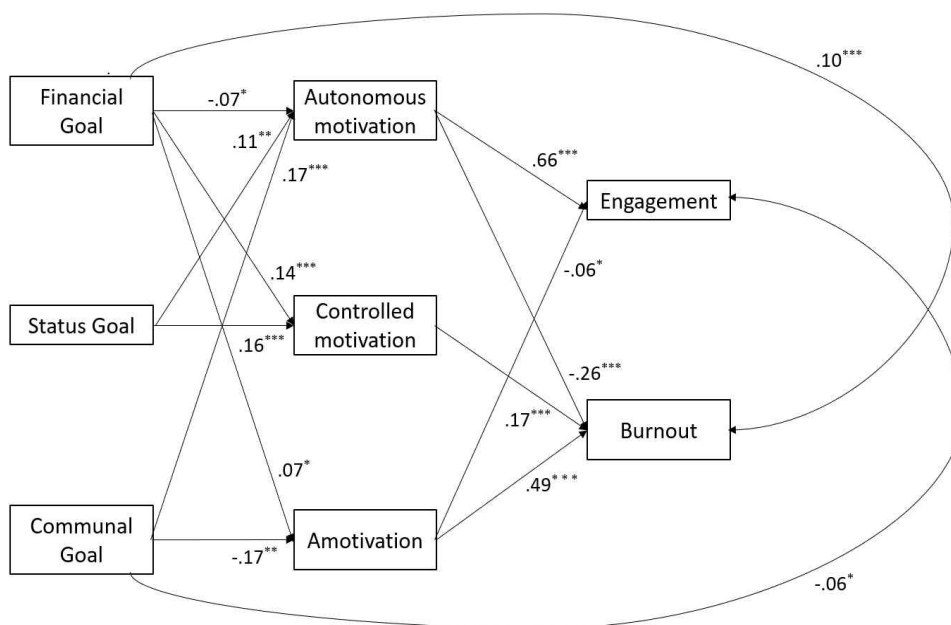 .10***
Financial
Goal
-.07*
Autonomous
motivation
.11**
.17***
.66***
Engagement
-.06*
.14***
Status Goal
Controlled
motivation
.16***
-.26***
.17***
Burnout
.07*
.49***
Communal
Goal
-.17**
Amotivation
-.06*